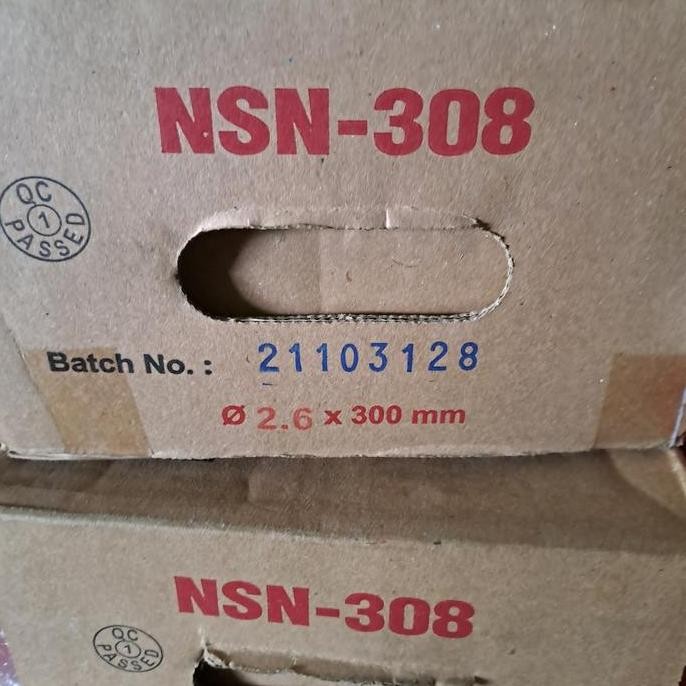 NSN-308
QC
1
PASSED
Batch No. : 21103128
Ø 2.6 x 300 mm
NSN-308
QC
1
PASSED